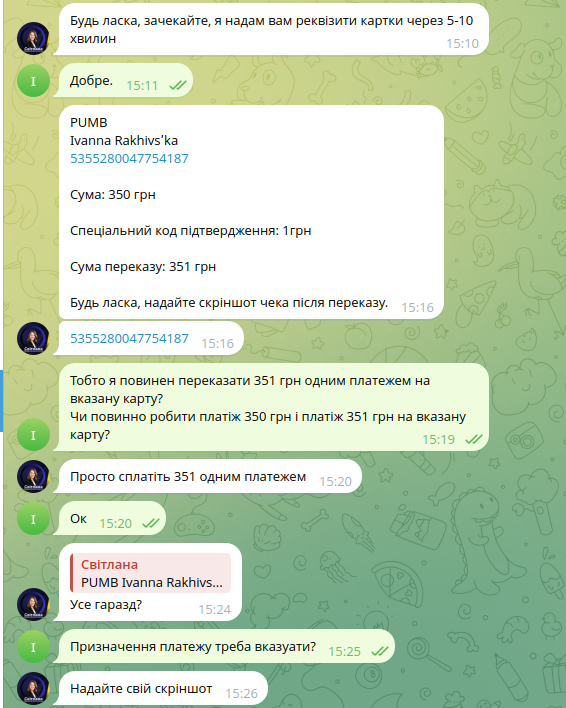 Будь ласка, зачекайте, я надам вам реквізити картки через 5-10
хвилин
15:10
Світлана
І
Добре.
15:11
PUMB
Ivanna Rakhivs'ka
5355280047754187
Сума: 350 грн
Спеціальний код підтвердження: 1грн
Сума переказу: 351 грн
Будь ласка, надайте скріншот чека після переказу.
15:16
5355280047754187
15:16
Світлана
Тобто я повинен переказати 351 грн одним платежем на
вказану карту?
Чи повинно робити платіж 350 грн і платіж 351 грн на вказану
карту?
15:19
І
Просто сплатіть 351 одним платежем
15:20
Світлана
І
Ок
15:20
Світлана
PUMB Ivanna Rakhivs...
Усе гаразд?
15:24
Світлана
І
Призначення платежу треба вказуати?
15:25
Надайте свій скріншот
15:26
Світлана